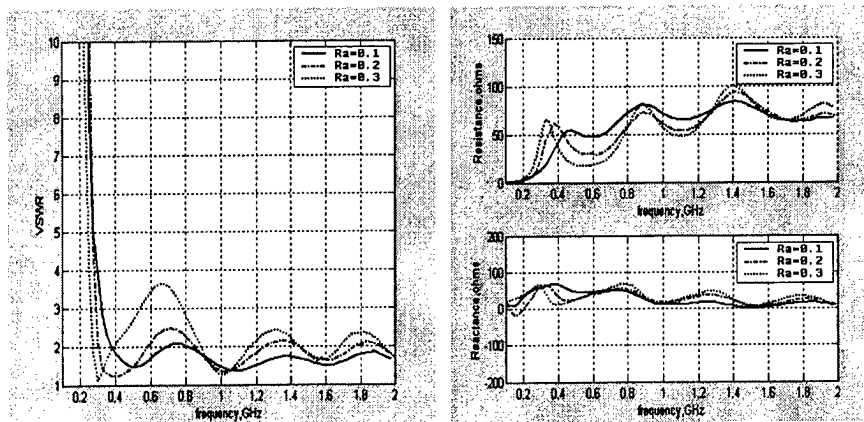 10
9
8
7
6
5
4
3
2
1
VSWR
Ra=0.1
Ra=0.2
Ra=0.3
0.2 0.4 0.6 0.8 1 1.2 1.4 1.6 1.8 2
frequency,GHz
150
100
50
0
Resistance,ohms
Ra=0.1
Ra=0.2
Ra=0.3
0.2 0.4 0.6 0.8 1 1.2 1.4 1.6 1.8 2
frequency,GHz
200
100
0
100
200
Reactance,ohms
Ra=0.1
Ra=0.2
Ra=0.3
0.2 0.4 0.6 0.8 1 1.2 1.4 1.6 1.8 2
frequency,GHz